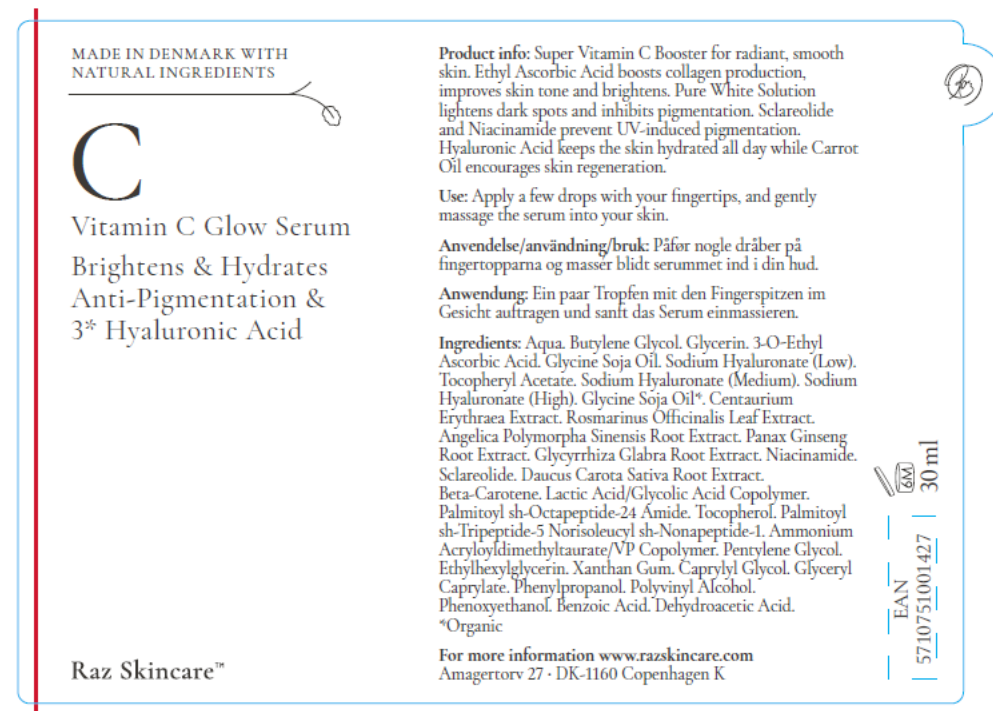 MADE IN DENMARK WITH
NATURAL INGREDIENTS
C
Vitamin C Glow Serum
Brightens & Hydrates
Anti-Pigmentation &
3* Hyaluronic Acid
Raz Skincare™
Product info: Super Vitamin C Booster for radiant, smooth
skin. Ethyl Ascorbic Acid boosts collagen production,
improves skin tone and brightens. Pure White Solution
lightens dark spots and inhibits pigmentation. Sclareolide
and Niacinamide prevent UV-induced pigmentation.
Hyaluronic Acid keeps the skin hydrated all day while Carrot
Oil encourages skin regeneration.
Use: Apply a few drops with your fingertips, and gently
massage the serum into your skin.
Anvendelse/användning/bruk: Påfør nogle dråber på
fingertopparna og massér blidt serummet ind i din hud.
Anwendung: Ein paar Tropfen mit den Fingerspitzen im
Gesicht auftragen und sanft das Serum einmassieren.
Ingredients: Aqua. Butylene Glycol. Glycerin. 3-O-Ethyl
Ascorbic Acid. Glycine Soja Oil. Sodium Hyaluronate (Low).
Tocopheryl Acetate. Sodium Hyaluronate (Medium). Sodium
Hyaluronate (High). Glycine Soja Oil*. Centaurium
Erythraea Extract. Rosmarinus Officinalis Leaf Extract.
Angelica Polymorpha Sinensis Root Extract. Panax Ginseng
Root Extract. Glycyrrhiza Glabra Root Extract. Niacinamide.
Sclareolide. Daucus Carota Sativa Root Extract.
Beta-Carotene. Lactic Acid/Glycolic Acid Copolymer.
Palmitoyl sh-Octapeptide-24 Amide. Tocopherol. Palmitoyl
sh-Tripeptide-5 Norisoleucyl sh-Nonapeptide-1. Ammonium
Acryloyldimethyltaurate/VP Copolymer. Pentylene Glycol.
Ethylhexylglycerin. Xanthan Gum. Caprylyl Glycol. Glyceryl
Caprylate. Phenylpropanol. Polyvinyl Alcohol.
Phenoxyethanol. Benzoic Acid. Dehydroacetic Acid.
*Organic
For more information www.razskincare.com
Amagertorv 27 · DK-1160 Copenhagen K
6M
30 ml
EAN
5710751001427